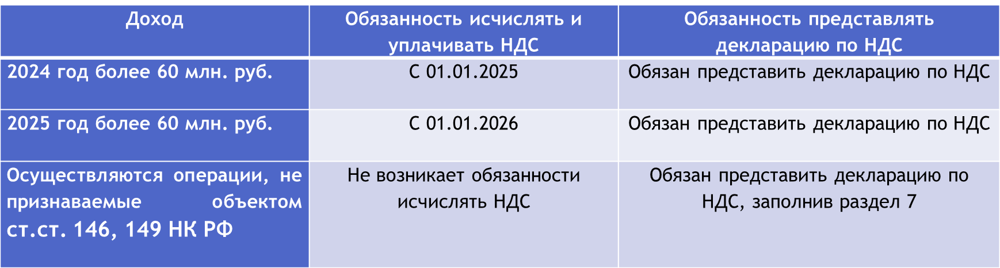 Доход
Обязанность исчислять и
уплачивать НДС
Обязанность представлять
декларацию по НДС
2024 год более 60 млн. руб.
С 01.01.2025
Обязан представить декларацию по НДС
2025 год более 60 млн. руб.
С 01.01.2026
Обязан представить декларацию по НДС
Осуществляются операции, не
признаваемые объектом
ст.ст. 146, 149 НК РФ
Не возникает обязанности
исчислять НДС
Обязан представить декларацию по
НДС, заполнив раздел 7